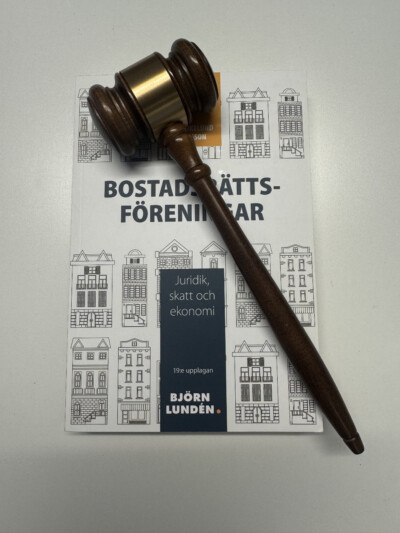 BOSTADSRÄTTS-
FÖRENINGAR
Juridik,
skatt och
ekonomi
19:e upplagan
BJÖRN
LUNDÉN.